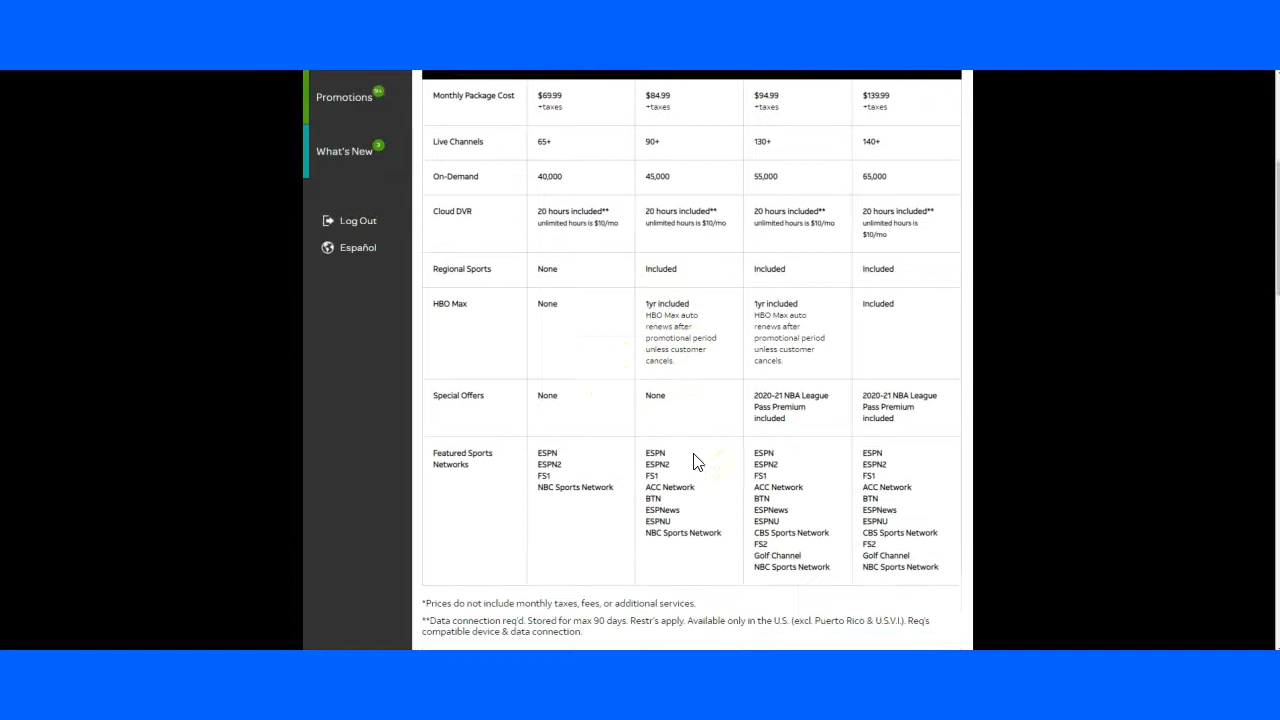 Promotions 9+
What's New 3
Log Out
Español
Monthly Package Cost
$69.99
+taxes
$84.99
+taxes
$94.99
+taxes
$139.99
+taxes
Live Channels
65+
90+
130+
140+
On-Demand
40,000
45,000
55,000
65,000
Cloud DVR
20 hours included**
unlimited hours is $10/mo
20 hours included**
unlimited hours is $10/mo
20 hours included**
unlimited hours is $10/mo
20 hours included**
unlimited hours is
$10/mo
Regional Sports
None
Included
Included
Included
HBO Max
None
1yr included
HBO Max auto
renews after
promotional period
unless customer
cancels.
1yr included
HBO Max auto
renews after
promotional period
unless customer
cancels.
Included
Special Offers
None
None
2020-21 NBA League
Pass Premium
included
2020-21 NBA League
Pass Premium
included
Featured Sports
Networks
ESPN
ESPN2
FS1
NBC Sports Network
ESPN
ESPN2
FS1
ACC Network
BTN
ESPNews
ESPNU
NBC Sports Network
ESPN
ESPN2
FS1
ACC Network
BTN
ESPNews
ESPNU
CBS Sports Network
FS2
Golf Channel
NBC Sports Network
ESPN
ESPN2
FS1
ACC Network
BTN
ESPNews
ESPNU
CBS Sports Network
FS2
Golf Channel
NBC Sports Network
*Prices do not include monthly taxes, fees, or additional services.
**Data connection req'd. Stored for max 90 days. Restr's apply. Available only in the U.S. (excl. Puerto Rico & U.S.V.I.). Req's
compatible device & data connection.